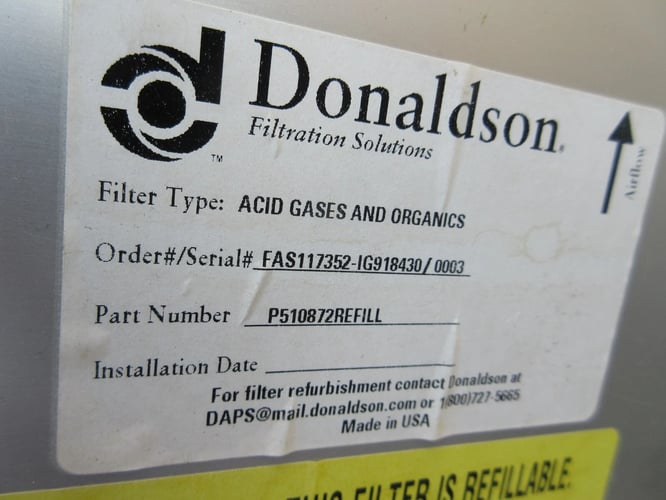 Donaldson.
Filtration Solutions
TM
Airflow
Filter Type: ACID GASES AND ORGANICS
Order#/Serial# FAS117352-IG918430/0003
Part Number P510872REFILL
Installation Date
For filter refurbishment contact Donaldson at
DAPS@mail.donaldson.com or 1(800)727-5665
Made in USA
THIS FILTER IS REFILLABLE.